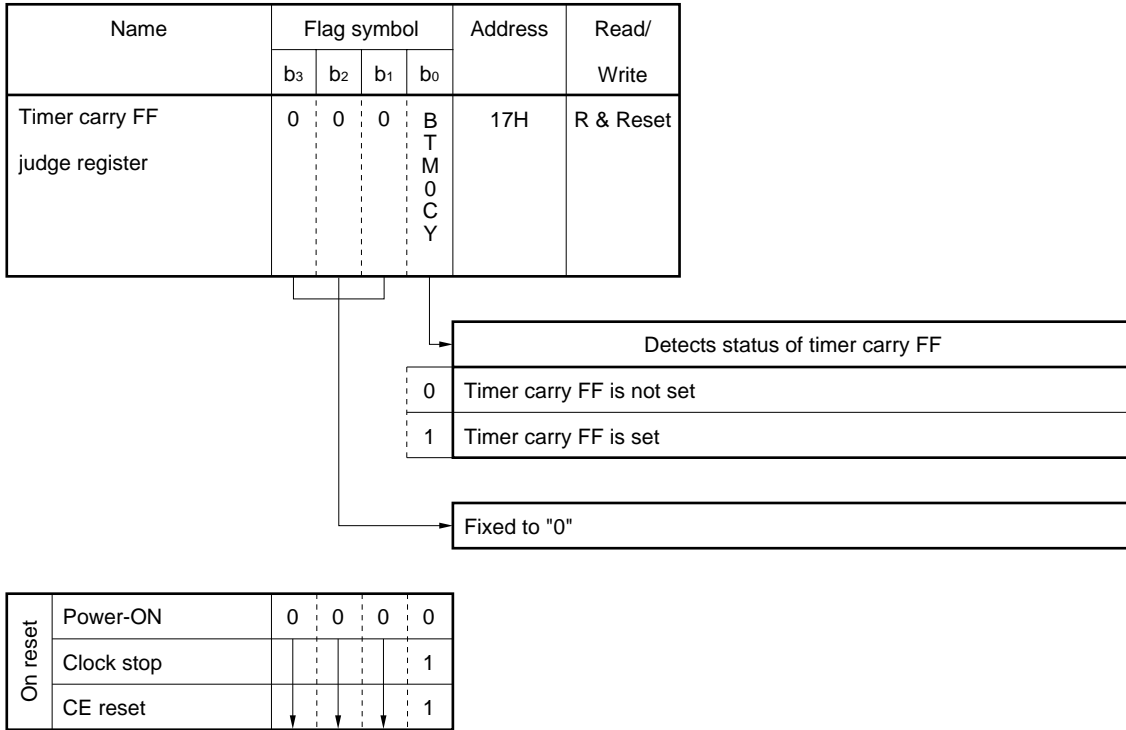 Name Flag symbol Address Read/
b3 b2 b1 b0 Write
Timer carry FF 0 0 0 BTM0CY 17H R & Reset
judge register
Detects status of timer carry FF
0 Timer carry FF is not set
1 Timer carry FF is set
Fixed to "0"
On reset
Power-ON 0 0 0 0
Clock stop 1
CE reset 1